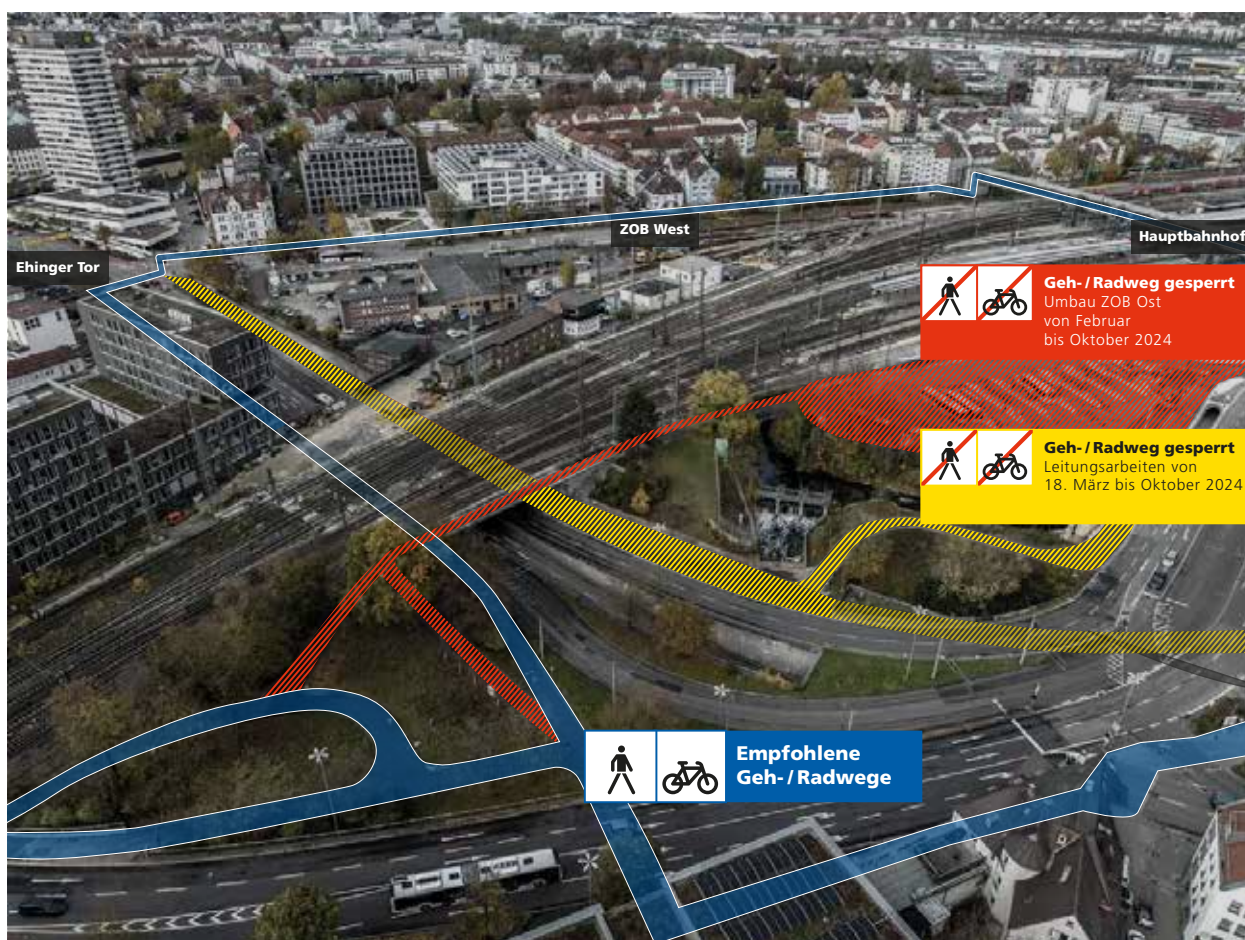 ZOB West
Hauptbahnhof
Ehinger Tor
Geh- / Radweg gesperrt
Umbau ZOB Ost
von Februar
bis Oktober 2024
Geh- / Radweg gesperrt
Leitungsarbeiten von
18. März bis Oktober 2024
Empfohlene
Geh- / Radwege